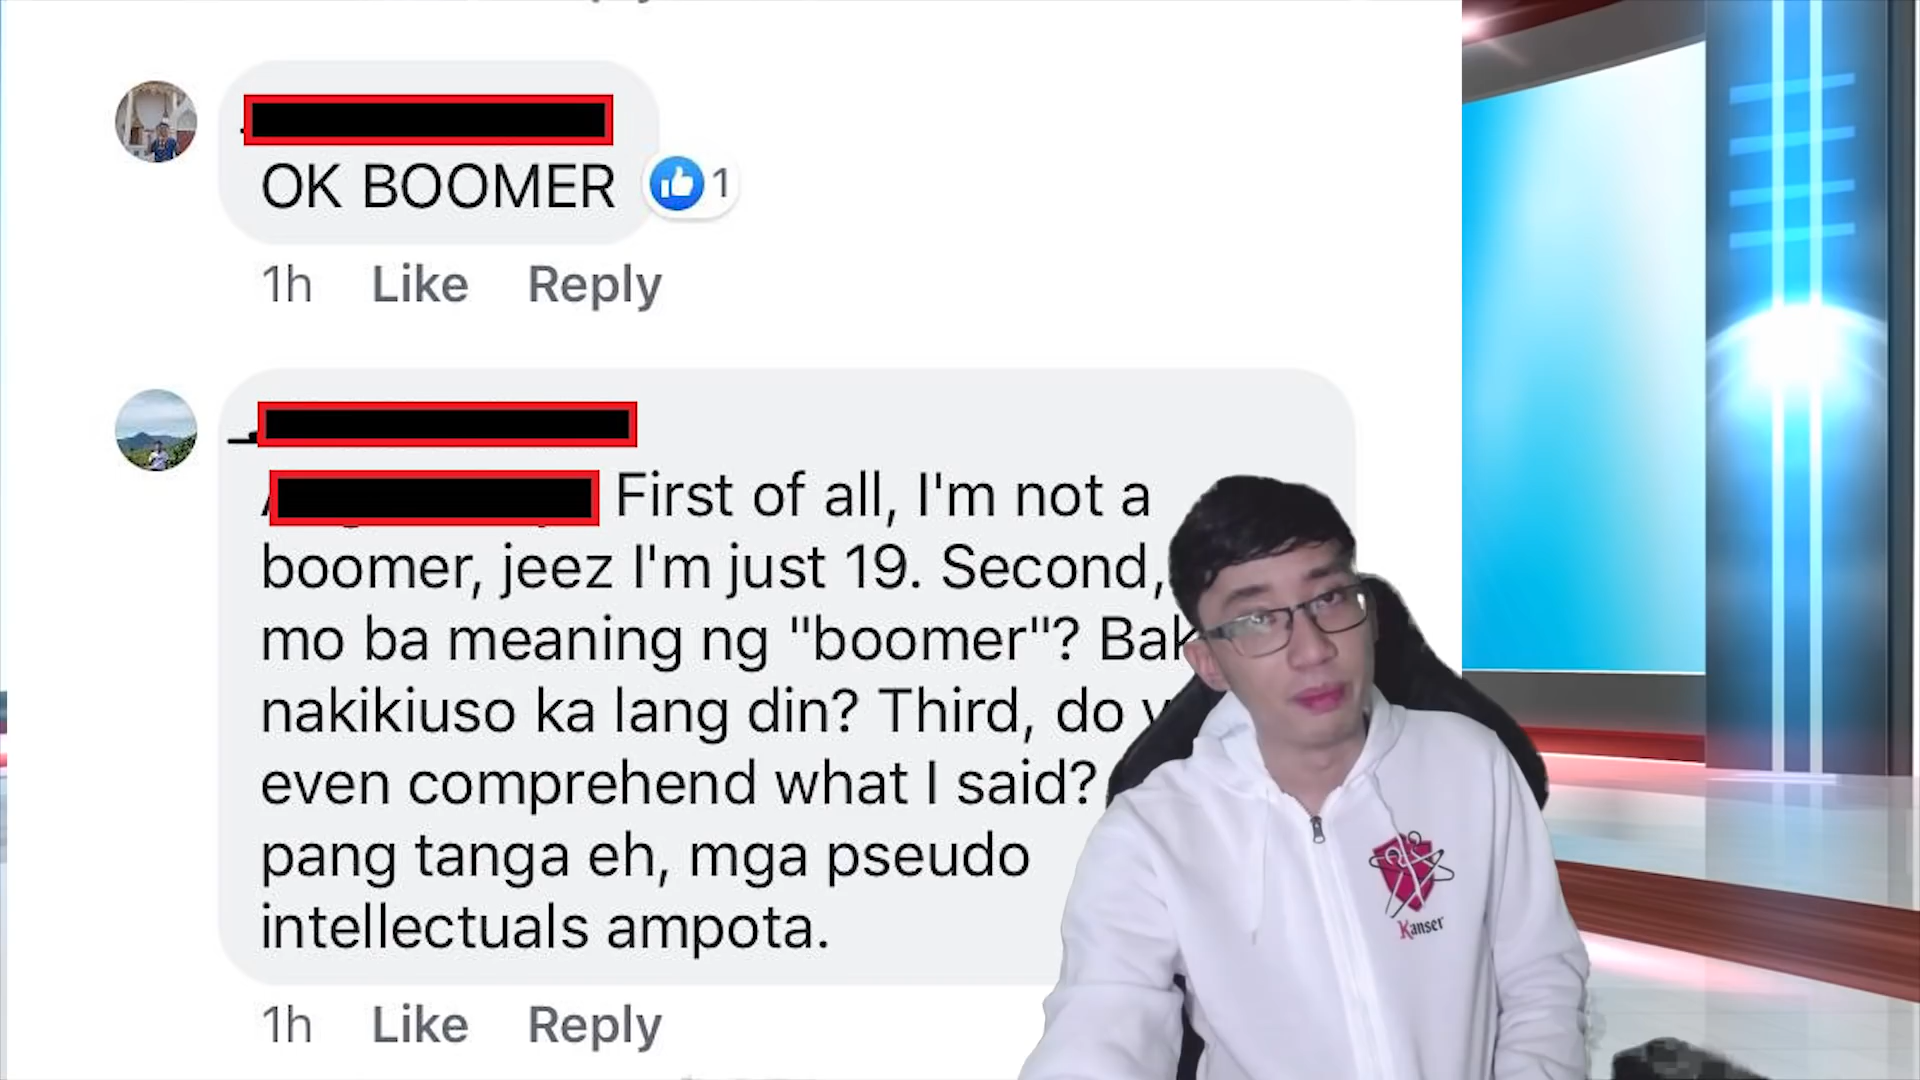 OK BOOMER
1
1h Like Reply
First of all, I'm not a
boomer, jeez I'm just 19. Second,
mo ba meaning ng "boomer"? Bak
nakikiuso ka lang din? Third, do
even comprehend what I said?
pang tanga eh, mga pseudo
intellectuals ampota.
Kanser
1h Like Reply